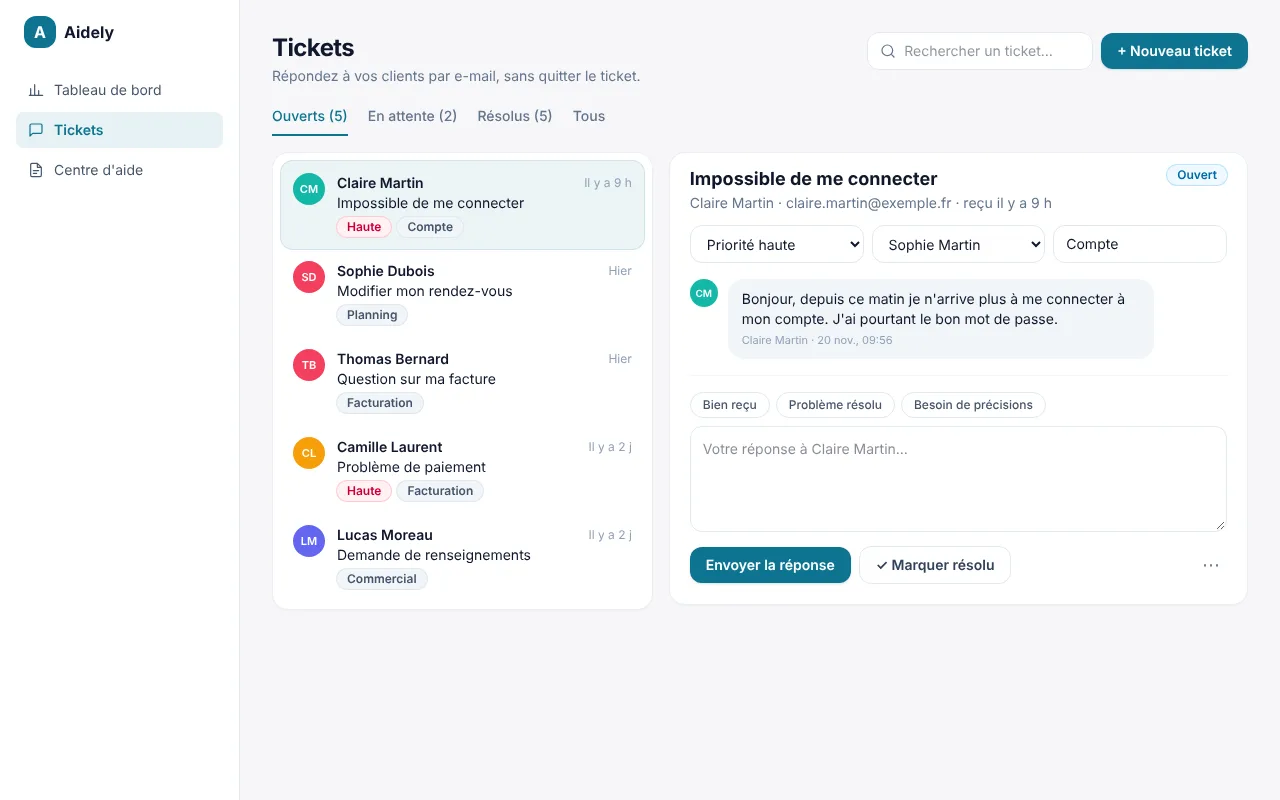 A Aidely
Tableau de bord
Tickets
Centre d'aide
Tickets
Répondez à vos clients par e-mail, sans quitter le ticket.
Rechercher un ticket...
+ Nouveau ticket
Ouverts (5) En attente (2) Résolus (5) Tous
CM Claire Martin Il y a 9 h
Impossible de me connecter
Haute Compte
SD Sophie Dubois Hier
Modifier mon rendez-vous
Planning
TB Thomas Bernard Hier
Question sur ma facture
Facturation
CL Camille Laurent Il y a 2 j
Problème de paiement
Haute Facturation
LM Lucas Moreau Il y a 2 j
Demande de renseignements
Commercial
Impossible de me connecter Ouvert
Claire Martin · claire.martin@exemple.fr · reçu il y a 9 h
Priorité haute Sophie Martin Compte
CM Bonjour, depuis ce matin je n'arrive plus à me connecter à
mon compte. J'ai pourtant le bon mot de passe.
Claire Martin · 20 nov., 09:56
Bien reçu Problème résolu Besoin de précisions
Votre réponse à Claire Martin...
Envoyer la réponse ✓ Marquer résolu ···